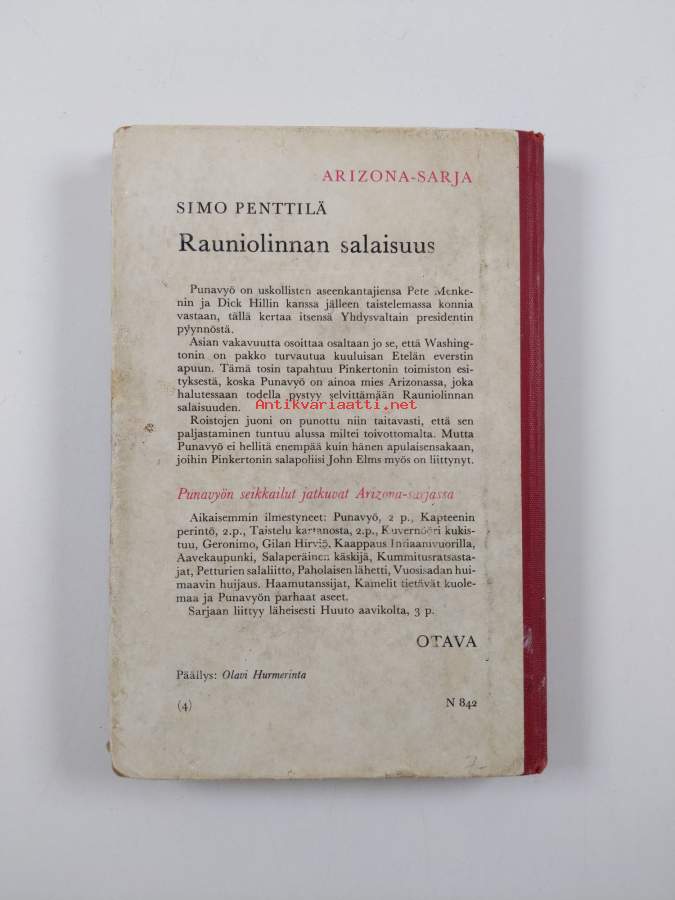 ARIZONA-SARJA
SIMO PENTTILÄ
Rauniolinnan salaisuus
Punavyö on uskollisten aseenkantajiensa Pete Menke-
nin ja Dick Hillin kanssa jälleen taistelemassa konnia
vastaan, tällä kertaa itsensä Yhdysvaltain presidentin
pyynnöstä.
Asian vakavuutta osoittaa osaltaan jo se, että Washing-
tonin on pakko turvautua kuuluisan Etelän everstin
apuun. Tämä tosin tapahtuu Pinkertonin toimiston esi-
tyksestä, koska Punavyö on ainoa mies Arizonassa, joka
halutessaan todella pystyy selvittämään Rauniolinnan
salaisuuden.
Antikvariaatti.net
Roistojen juoni on punottu niin taitavasti, että sen
paljastaminen tuntuu alussa miltei toivottomalta. Mutta
Punavyö ei hellitä enempää kuin hänen apulaisensakaan,
joihin Pinkertonin salapoliisi John Elms myös on liittynyt.
Punavyön seikkailut jatkuvat Arizona-sarjassa
Aikaisemmin ilmestyneet: Punavyö, 2 p., Kapteenin
perintö, 2.p., Taistelu kartanosta, 2.p., Kuvernööri kukis-
tuu, Geronimo, Gilan Hirviö, Kaappaus Intiaanivuorilla,
Aavekaupunki, Salaperäinen käskijä, Kummitusratsasta-
jat, Petturien salaliitto, Paholaisen lähetti, Vuosisadan hui-
maavin huijaus. Haamutanssijat, Kamelit tietävät kuole-
maa ja Punavyön parhaat aseet.
Sarjaan liittyy läheisesti Huuto aavikolta, 3 p.
OTAVA
Päällys: Olavi Hurmerinta
(4)
N 842